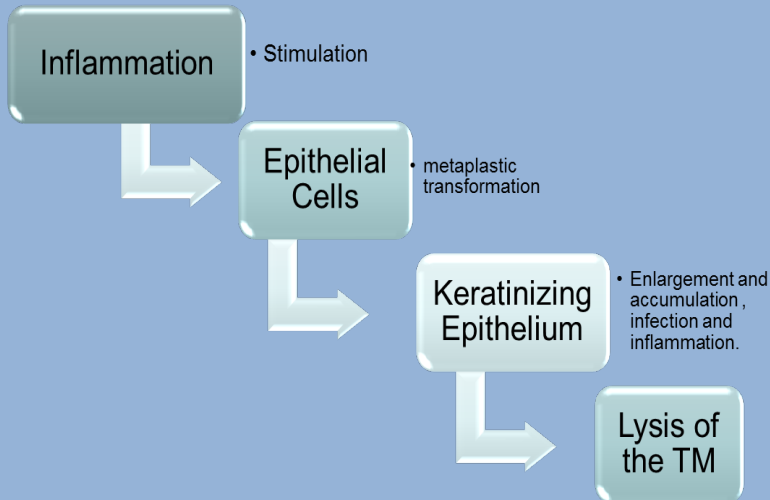 Inflammation
• Stimulation
Epithelial
Cells
• metaplastic
transformation
Keratinizing
Epithelium
• Enlargement and
accumulation ,
infection and
inflammation.
Lysis of
the TM